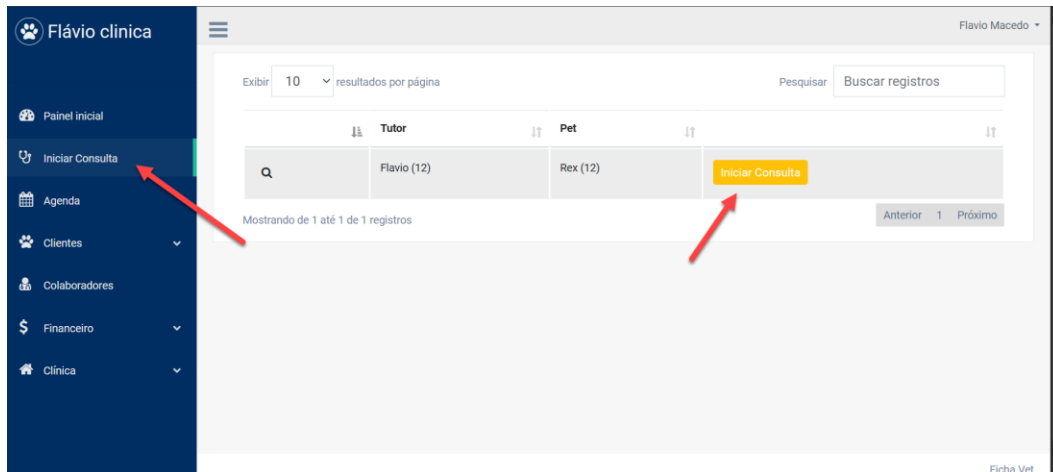 Flávio clinica
Flavio Macedo
Painel inicial
Iniciar Consulta
Agenda
Clientes
Colaboradores
Financeiro
Clínica
Exibir 10 resultados por página
Pesquisar Buscar registros
Tutor Pet
Flavio (12) Rex (12) Iniciar Consulta
Mostrando de 1 até 1 de 1 registros
Anterior 1 Próximo
Ficha Vet